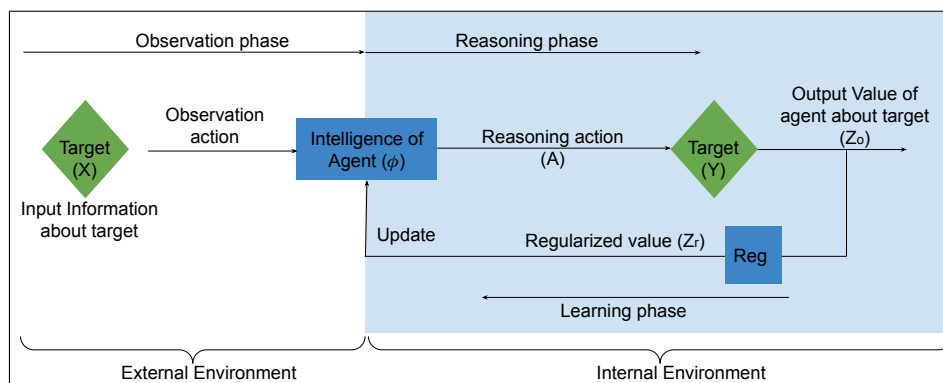 Observation phase
Reasoning phase
Observation
action
Target
(X)
Input Information
about target
Intelligence of
Agent (ϕ)
Reasoning action
(A)
Target
(Y)
Output Value of
agent about target
(Zo)
Update
Regularized value (Zr)
Reg
Learning phase
External Environment
Internal Environment